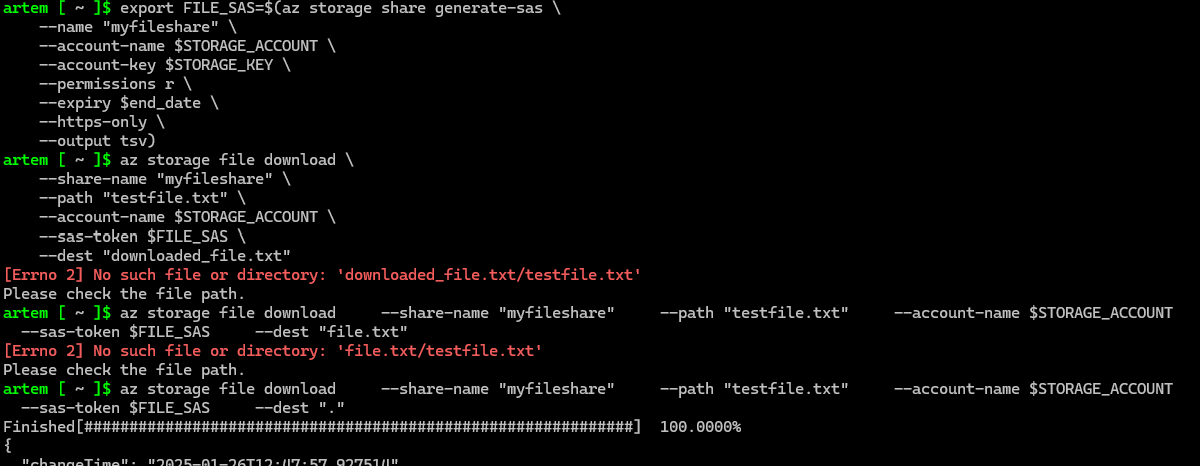 artem [ ~ ]$ export FILE_SAS=$(az storage share generate-sas \
    --name "myfileshare" \
    --account-name $STORAGE_ACCOUNT \
    --account-key $STORAGE_KEY \
    --permissions r \
    --expiry $end_date \
    --https-only \
    --output tsv)
artem [ ~ ]$ az storage file download \
    --share-name "myfileshare" \
    --path "testfile.txt" \
    --account-name $STORAGE_ACCOUNT \
    --sas-token $FILE_SAS \
    --dest "downloaded_file.txt"
[Errno 2] No such file or directory: 'downloaded_file.txt/testfile.txt'
Please check the file path.
artem [ ~ ]$ az storage file download     --share-name "myfileshare"     --path "testfile.txt"     --account-name $STORAGE_ACCOUNT
  --sas-token $FILE_SAS     --dest "file.txt"
[Errno 2] No such file or directory: 'file.txt/testfile.txt'
Please check the file path.
artem [ ~ ]$ az storage file download     --share-name "myfileshare"     --path "testfile.txt"     --account-name $STORAGE_ACCOUNT
  --sas-token $FILE_SAS     --dest "."
Finished[#############################################################]  100.0000%
{
  "changeTime": "2025-01-26T12:47:57.927514"